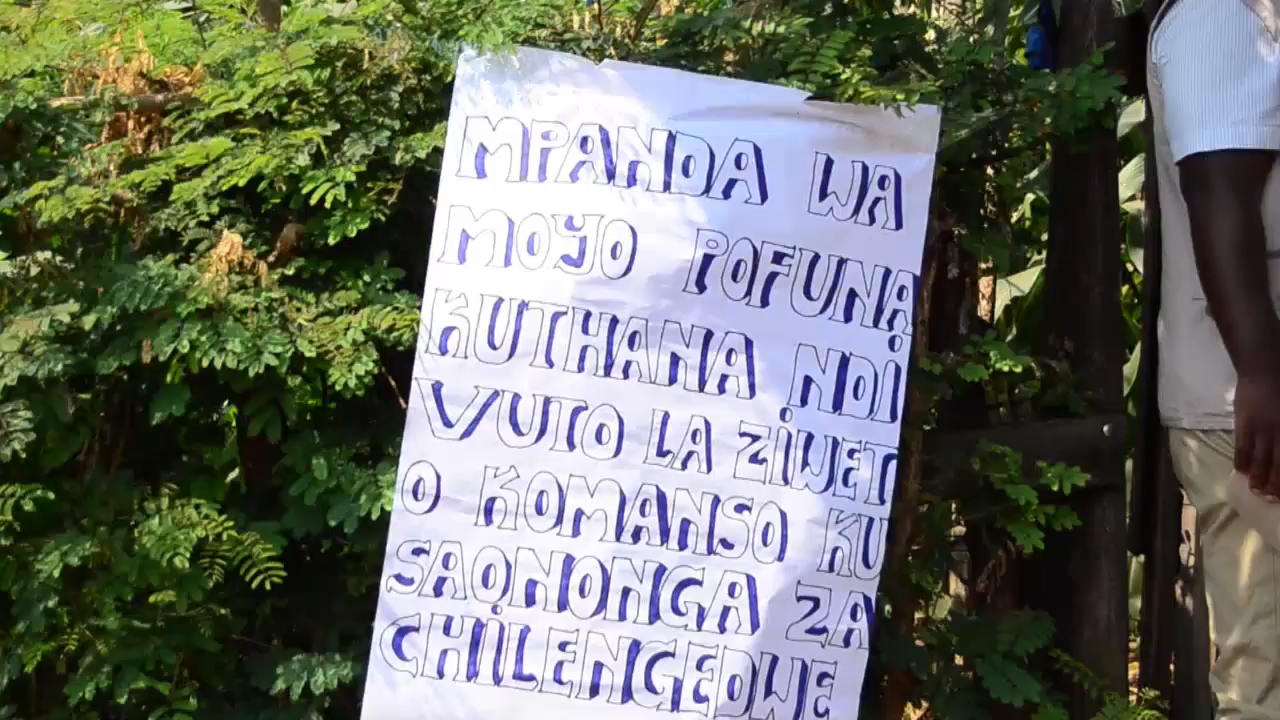 MPANDA WA
MOYO POFUNA
KUTHANA NDI
VUTO LA ZIWET
O KOMANSO KU
SAONONGA ZA
CHILENGEDWE